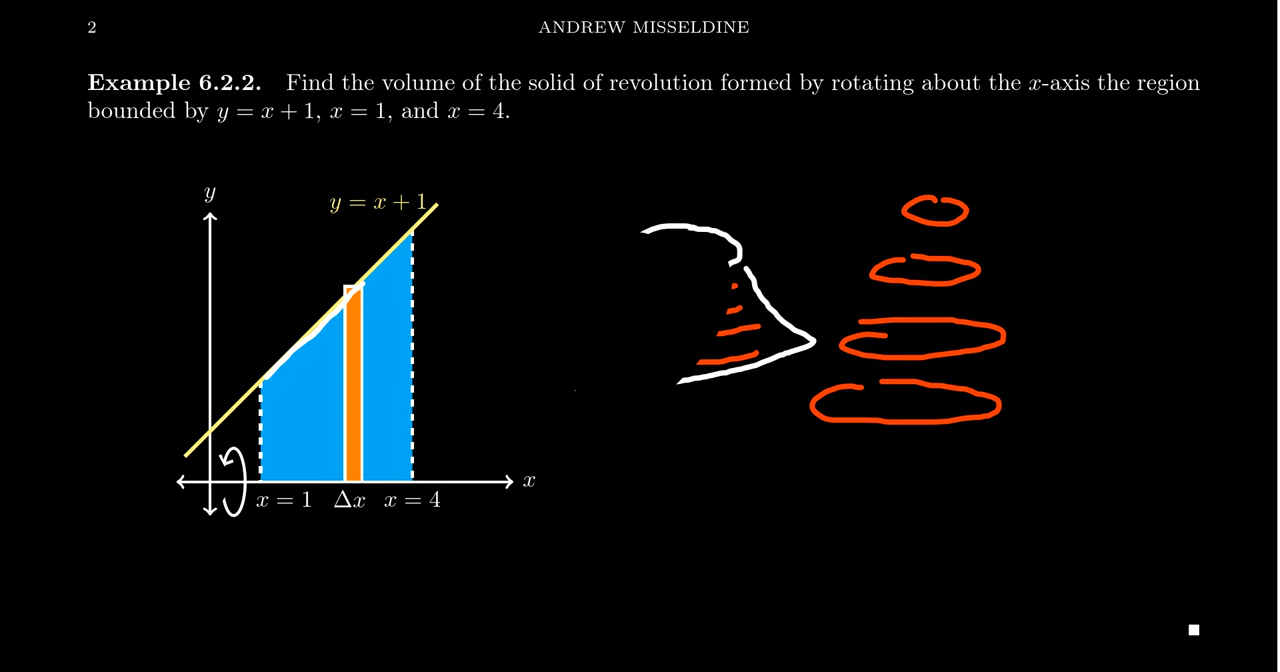 2 ANDREW MISSELDINE
Example 6.2.2. Find the volume of the solid of revolution formed by rotating about the x-axis the region
bounded by y = x + 1, x = 1, and x = 4.
y
y = x + 1
x
x = 1 Δx x = 4